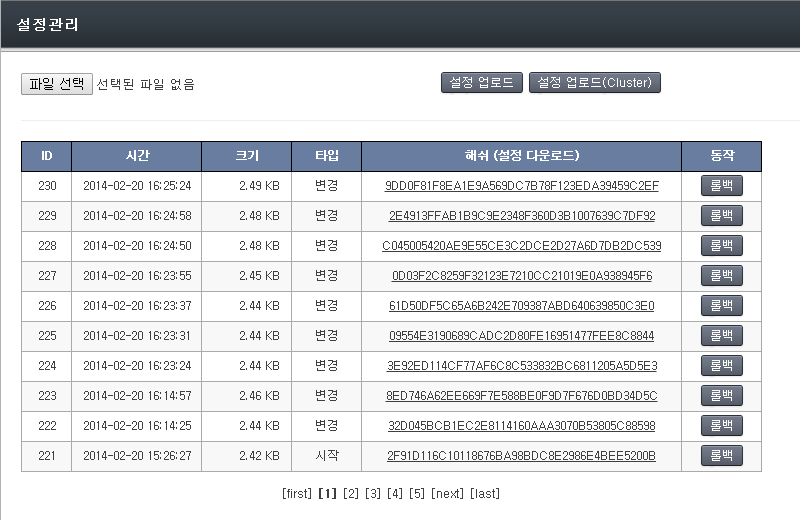 설정관리
파일 선택 선택된 파일 없음 설정 업로드 설정 업로드(Cluster)
ID 시간 크기 타입 해쉬 (설정 다운로드) 동작
230 2014-02-20 16:25:24 2.49 KB 변경 9DD0F81F8EA1E9A569DC7B78F123EDA39459C2EF 롤백
229 2014-02-20 16:24:58 2.48 KB 변경 2E4913FFAB1B9C9E2348F360D3B1007639C7DF92 롤백
228 2014-02-20 16:24:50 2.48 KB 변경 C045005420AE9E55CE3C2DCE2D27A6D7DB2DC539 롤백
227 2014-02-20 16:23:55 2.45 KB 변경 0D03F2C8259F32123E7210CC21019E0A938945F6 롤백
226 2014-02-20 16:23:37 2.44 KB 변경 61D50DF5C65A6B242E709387ABD640639850C3E0 롤백
225 2014-02-20 16:23:31 2.44 KB 변경 09554E3190689CADC2D80FE16951477FEE8C8844 롤백
224 2014-02-20 16:23:24 2.44 KB 변경 3E92ED114CF77AF6C8C533832BC6811205A5D5E3 롤백
223 2014-02-20 16:14:57 2.46 KB 변경 8ED746A62EE669F7E588BE0F9D7F676D0BD34D5C 롤백
222 2014-02-20 16:14:25 2.44 KB 변경 32D045BCB1EC2E8114160AAA3070B53805C88598 롤백
221 2014-02-20 15:26:27 2.42 KB 시작 2F91D116C10118676BA98BDC8E2986E4BEE5200B 롤백
[first] [1] [2] [3] [4] [5] [next] [last]